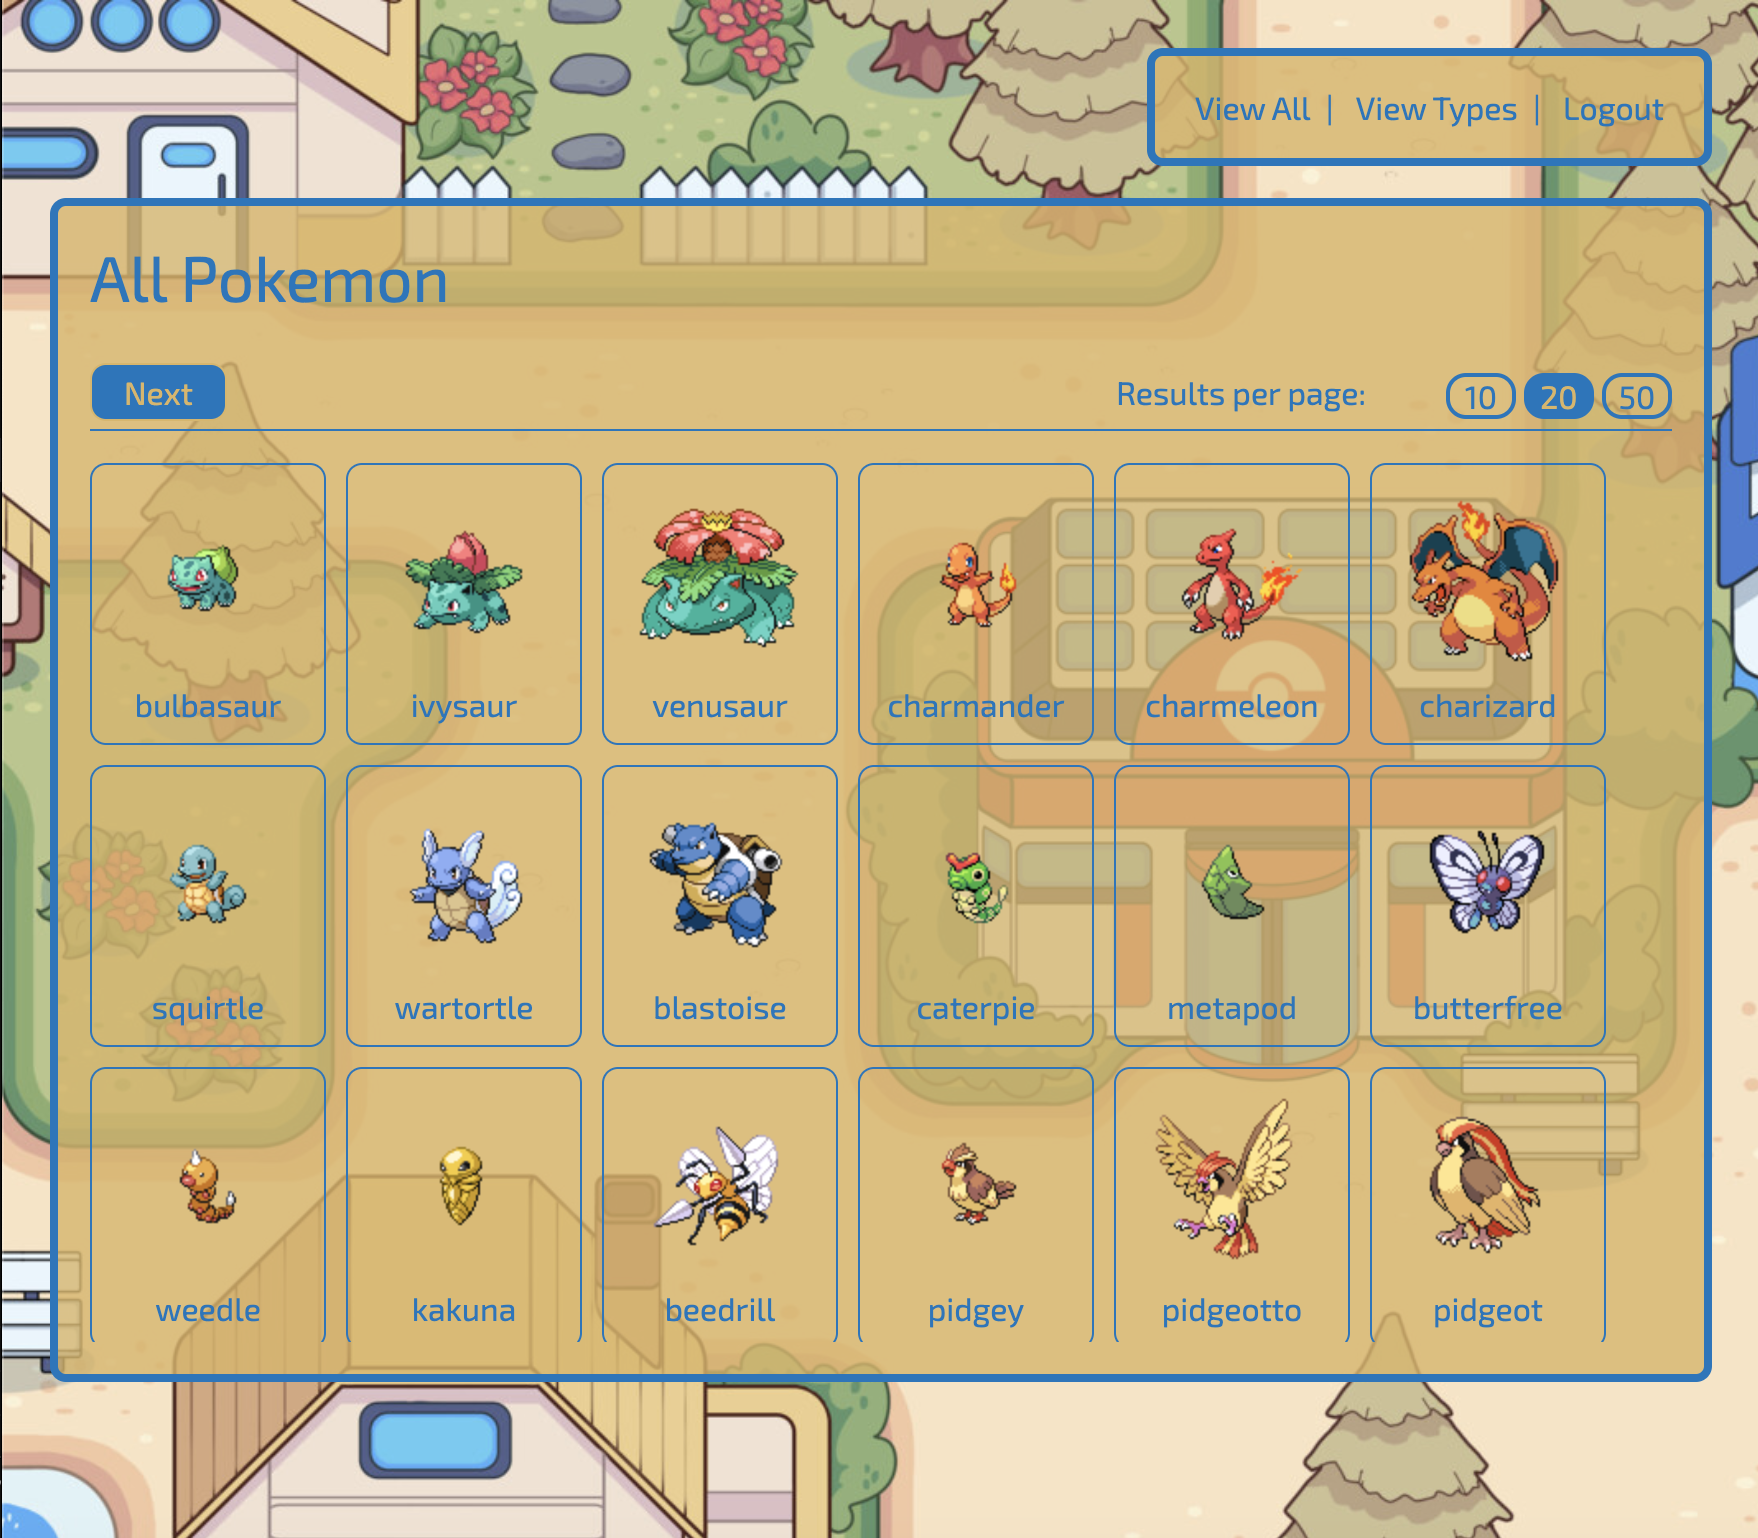 View All | View Types | Logout
All Pokemon
Next Results per page: 10 20 50
bulbasaur ivysaur venusaur charmander charmeleon charizard
squirtle wartortle blastoise caterpie metapod butterfree
weedle kakuna beedrill pidgey pidgeotto pidgeot